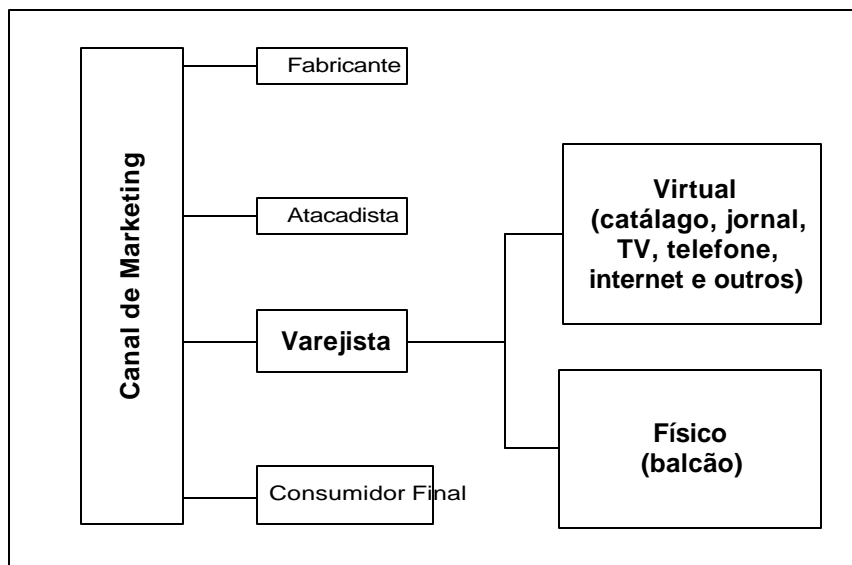 Canal de Marketing
Fabricante
Atacadista
Varejista
Consumidor Final
Virtual
(catálago, jornal,
TV, telefone,
internet e outros)
Físico
(balcão)